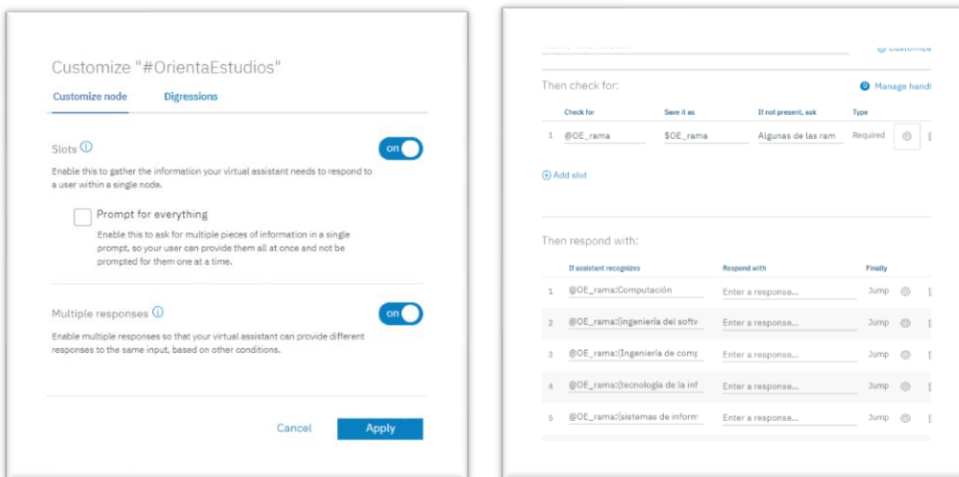 Customize "#OrientaEstudios"
Customize node Digressions
Slots
on
Enable this to gather the information your virtual assistant needs to respond to
a user within a single node.
Prompt for everything
Enable this to ask for multiple pieces of information in a single
prompt, so your user can provide them all at once and not be
prompted for them one at a time.
Multiple responses
on
Enable multiple responses so that your virtual assistant can provide different
responses to the same input, based on other conditions.
Cancel Apply
Customize
Then check for:
Manage handl
Check for Save it as If not present, ask Type
1 @OE_rama $OE_rama Algunas de las ram Required
Add slot
Then respond with:
If assistant recognizes Respond with Finally
1 @OE_rama:Computación Enter a response... Jump
2 @OE_rama:(ingeniería del softv Enter a response... Jump
3 @OE_rama:(Ingeniería de comp Enter a response... Jump
4 @OE_rama:(tecnología de la inf Enter a response... Jump
5 @OE_rama:(sistemas de inform Enter a response... Jump